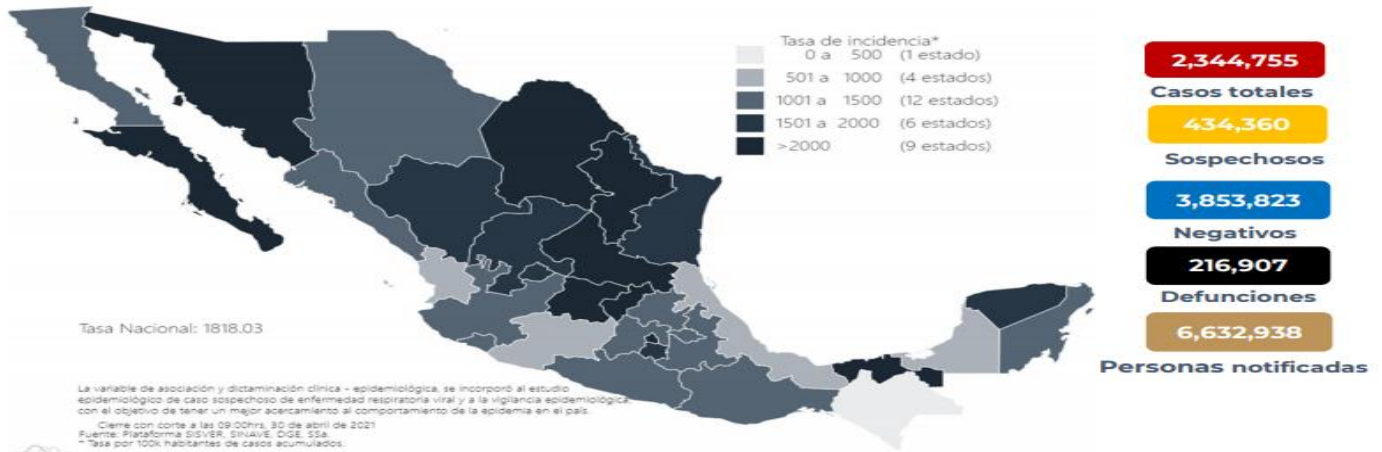 Tasa de incidencia*
0 a 500 (1 estado)
501 a 1000 (4 estados)
1001 a 1500 (12 estados)
1501 a 2000 (6 estados)
>2000 (9 estados)
2,344,755
Casos totales
434,360
Sospechosos
3,853,823
Negativos
216,907
Defunciones
6,632,938
Personas notificadas
Tasa Nacional: 1818.03
La variable de asociación y dictaminación clínica - epidemiológica, se incorporó al estudio
epidemiológico de caso sospechoso de enfermedad respiratoria viral y a la vigilancia epidemiológica,
con el objetivo de tener un mejor acercamiento al comportamiento de la epidemia en el país.
Cierre con corte a las 09:00hrs, 30 de abril de 2021
Fuente: Plataforma SISVER, SINAVE, DGE, SSa.
* Tasa por 100k habitantes de casos acumulados.